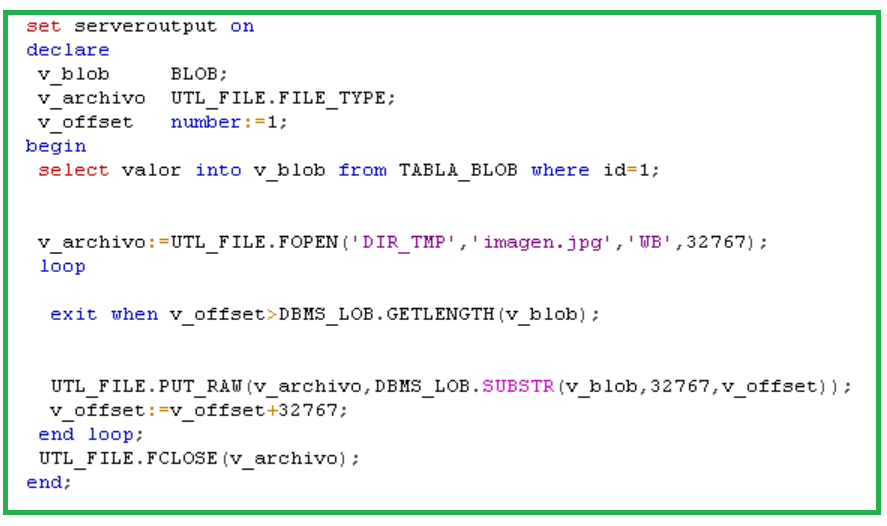 set serveroutput on
declare
v_blob BLOB;
v_archivo UTL_FILE.FILE_TYPE;
v_offset number:=1;
begin
select valor into v_blob from TABLA_BLOB where id=1;
v_archivo:=UTL_FILE.FOPEN('DIR_TMP','imagen.jpg','WB',32767);
loop
exit when v_offset>DBMS_LOB.GETLENGTH(v_blob);
UTL_FILE.PUT_RAW(v_archivo,DBMS_LOB.SUBSTR(v_blob,32767,v_offset));
v_offset:=v_offset+32767;
end loop;
UTL_FILE.FCLOSE(v_archivo);
end;